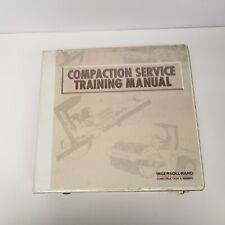 COMPACTION SERVICE
TRAINING MANUAL
INGERSOLL-RAND
CONSTRUCTION & MINING